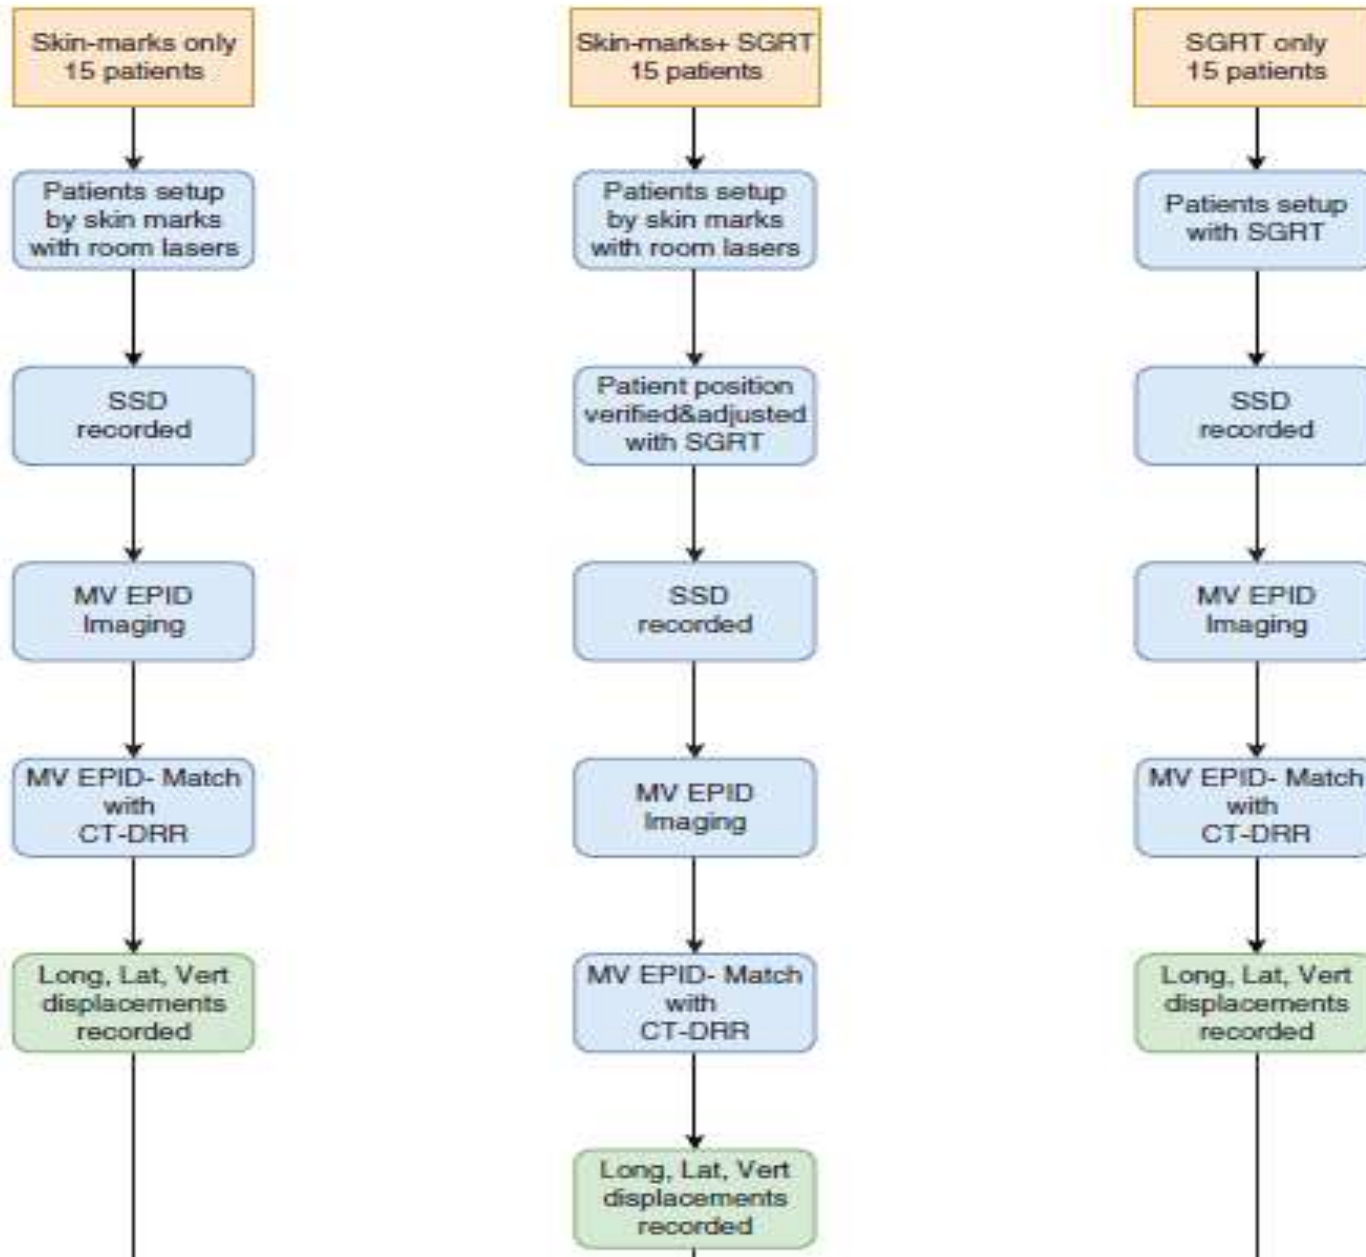 Skin-marks only
15 patients
Patients setup
by skin marks
with room lasers
SSD
recorded
MV EPID
Imaging
MV EPID- Match
with
CT-DRR
Long, Lat, Vert
displacements
recorded
Skin-marks+ SGRT
15 patients
Patients setup
by skin marks
with room lasers
Patient position
verified&adjusted
with SGRT
SSD
recorded
MV EPID
Imaging
MV EPID- Match
with
CT-DRR
Long, Lat, Vert
displacements
recorded
SGRT only
15 patients
Patients setup
with SGRT
SSD
recorded
MV EPID
Imaging
MV EPID- Match
with
CT-DRR
Long, Lat, Vert
displacements
recorded